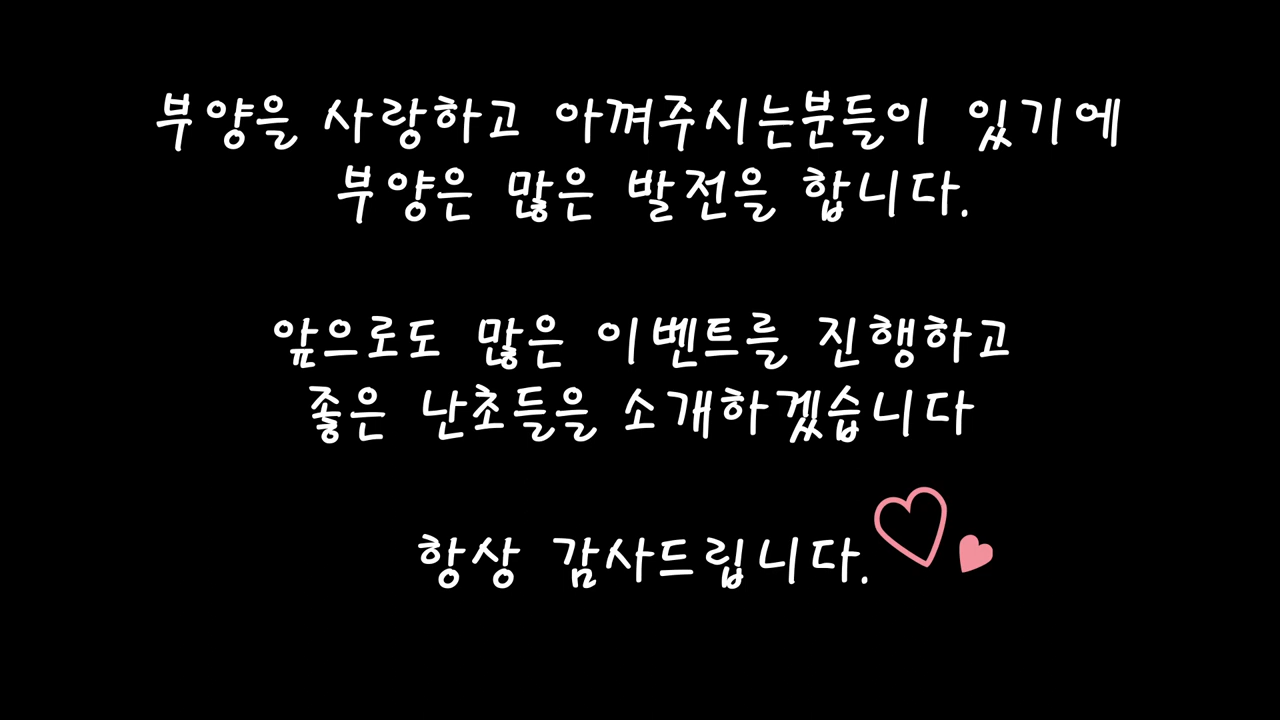 부양을 사랑하고 아껴주시는분들이 있기에
부양은 많은 발전을 합니다.
앞으로도 많은 이벤트를 진행하고
좋은 난초들을 소개하겠습니다
항상 감사드립니다.